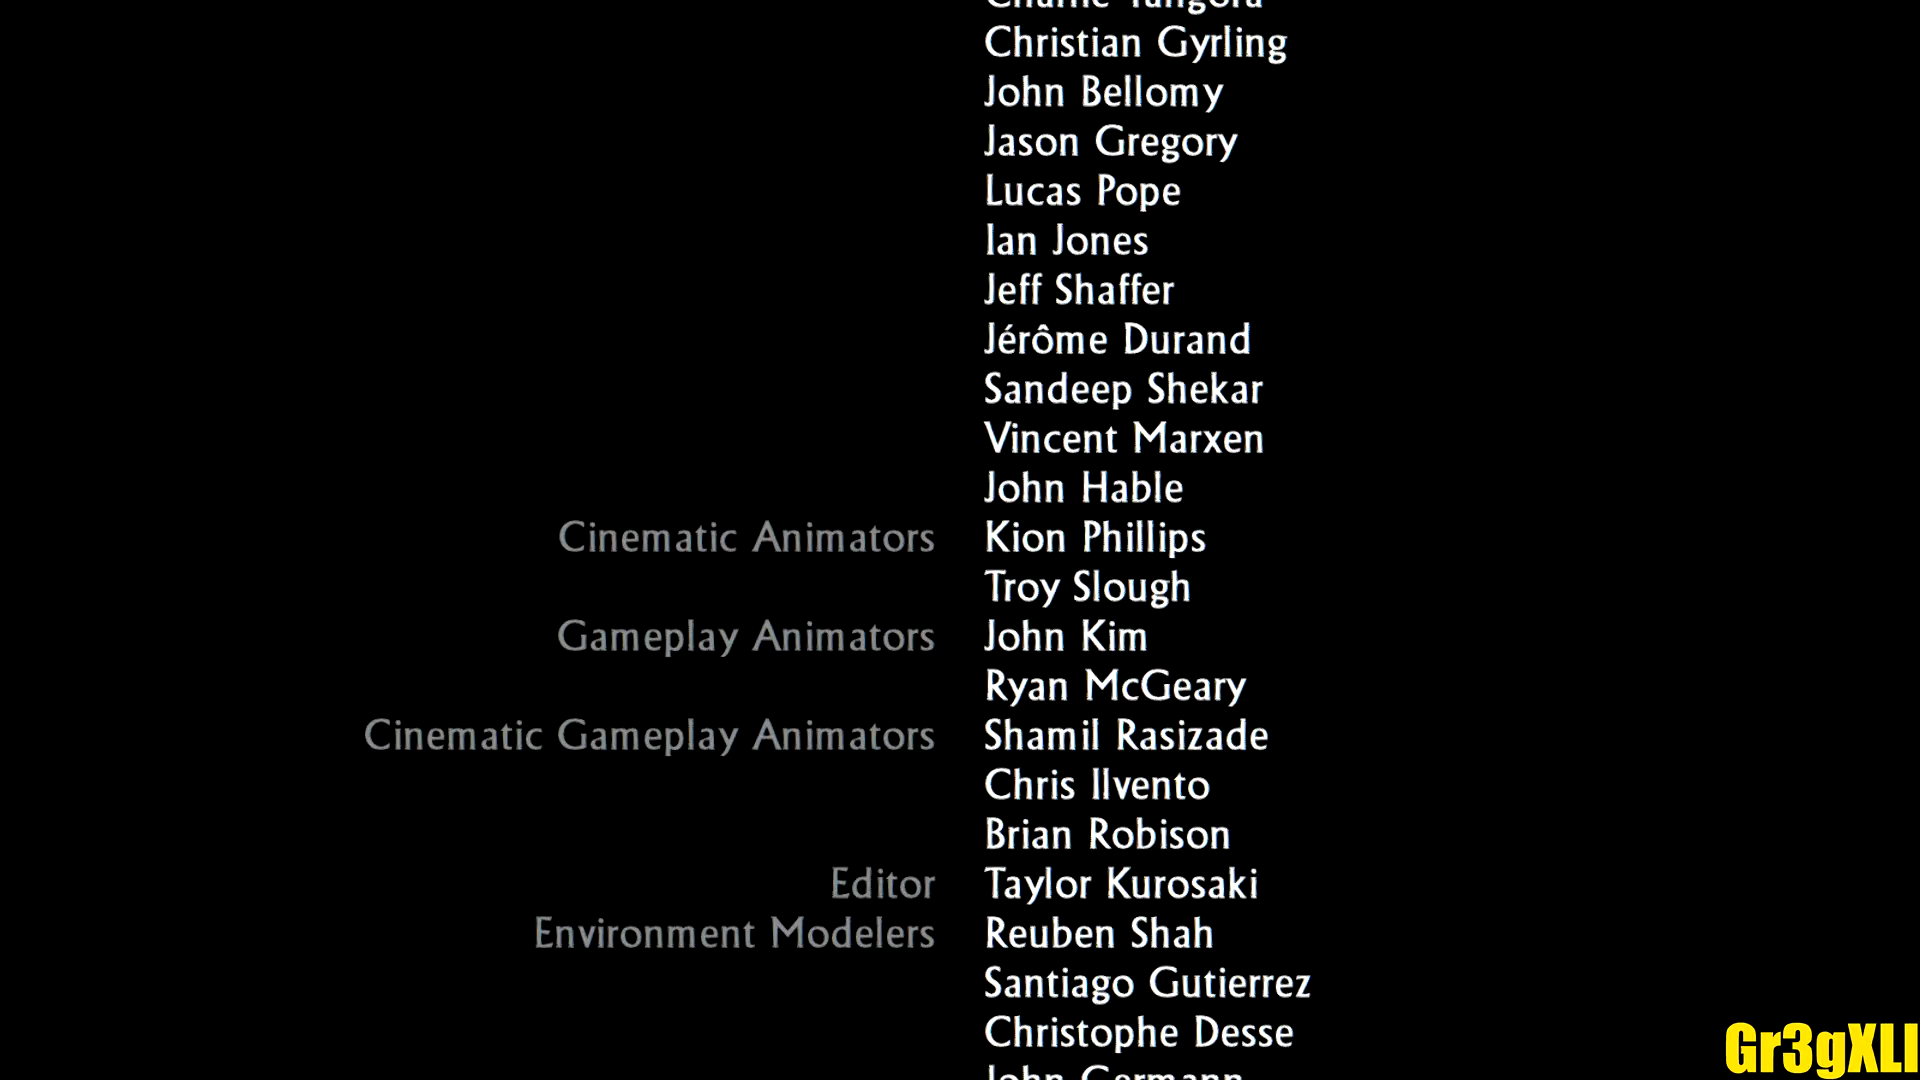 Christian Gyrling
John Bellomy
Jason Gregory
Lucas Pope
Ian Jones
Jeff Shaffer
Jérôme Durand
Sandeep Shekar
Vincent Marxen
John Hable
Cinematic Animators Kion Phillips
Troy Slough
Gameplay Animators John Kim
Ryan McGeary
Cinematic Gameplay Animators Shamil Rasizade
Chris Ilvento
Brian Robison
Editor Taylor Kurosaki
Environment Modelers Reuben Shah
Santiago Gutierrez
Christophe Desse
John Germann
Gr3gXLI